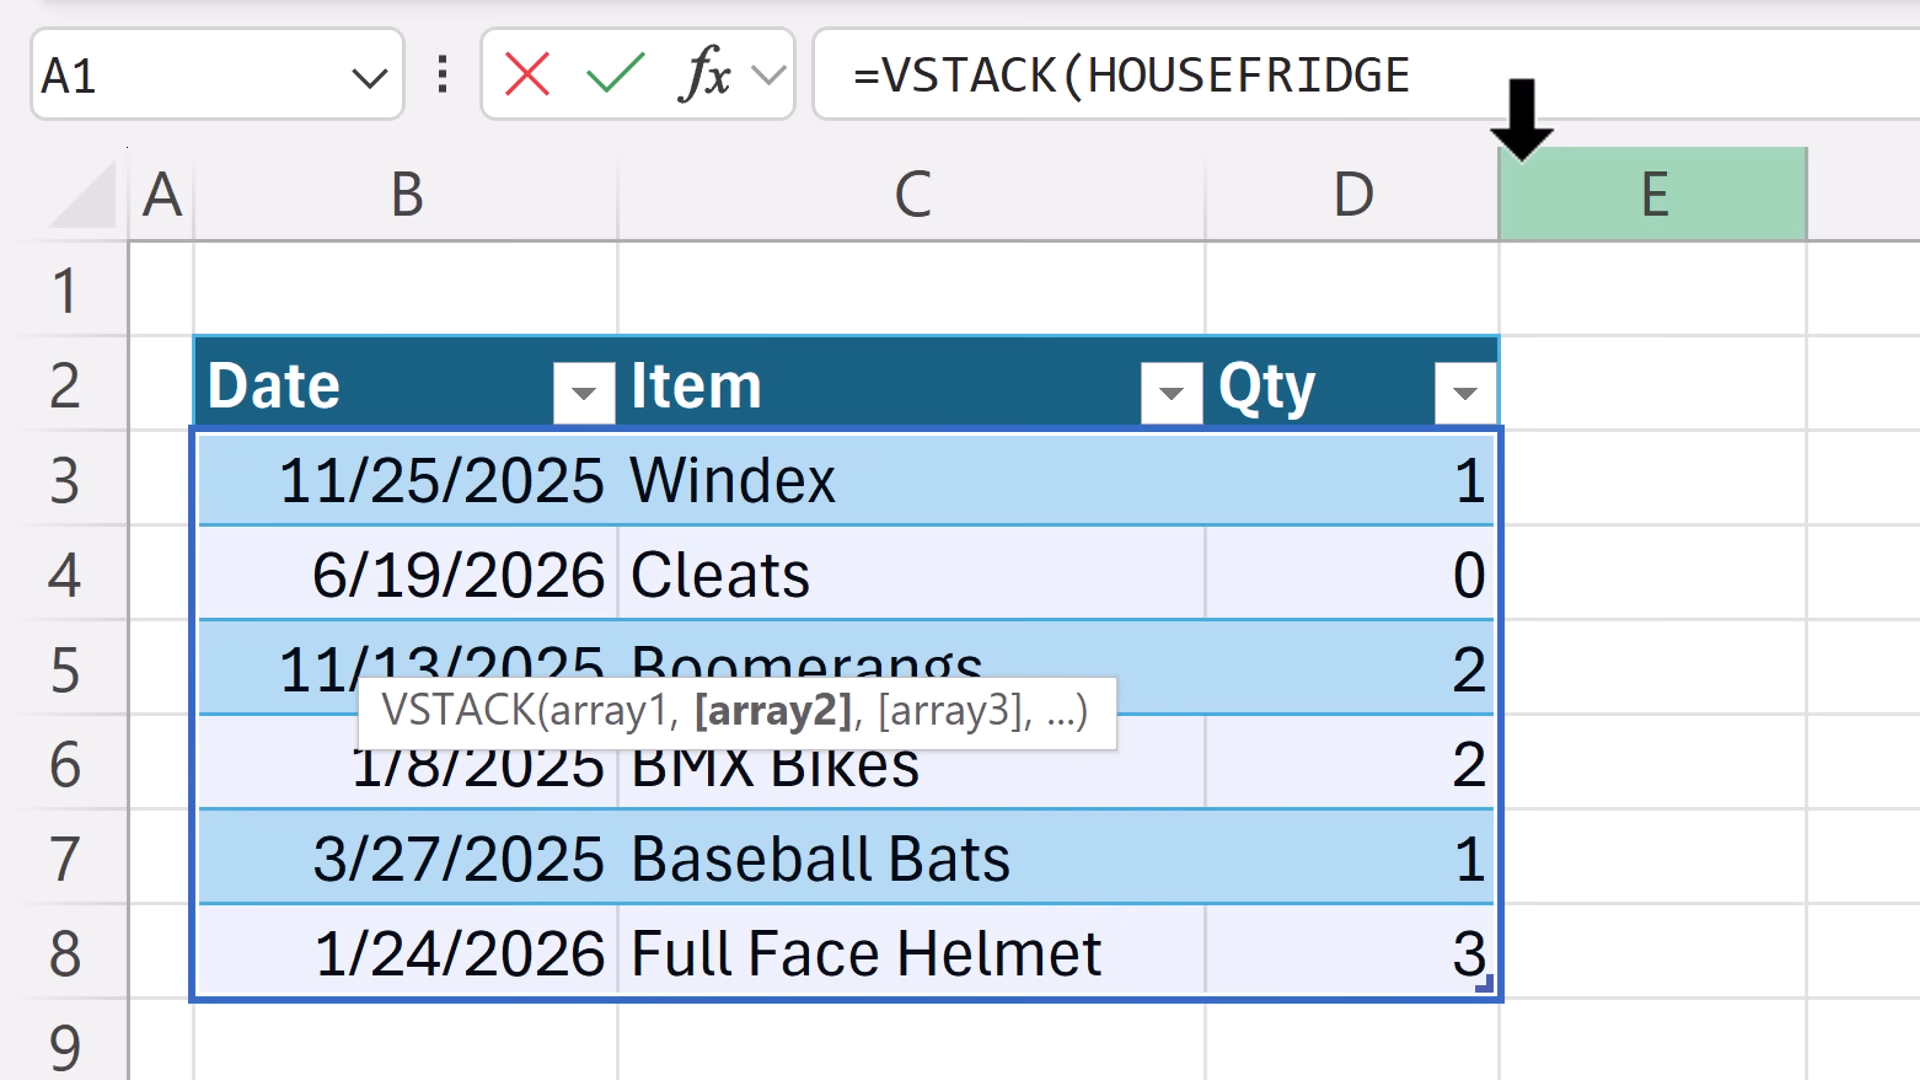 A1 fx =VSTACK(HOUSEFRIDGE
A B C D E
1
2 Date Item Qty
3 11/25/2025 Windex 1
4 6/19/2026 Cleats 0
5 11/13/2025 Boomerangs 2
VSTACK(array1, [array2], [array3], ...)
6 1/8/2025 BMX Bikes 2
7 3/27/2025 Baseball Bats 1
8 1/24/2026 Full Face Helmet 3
9